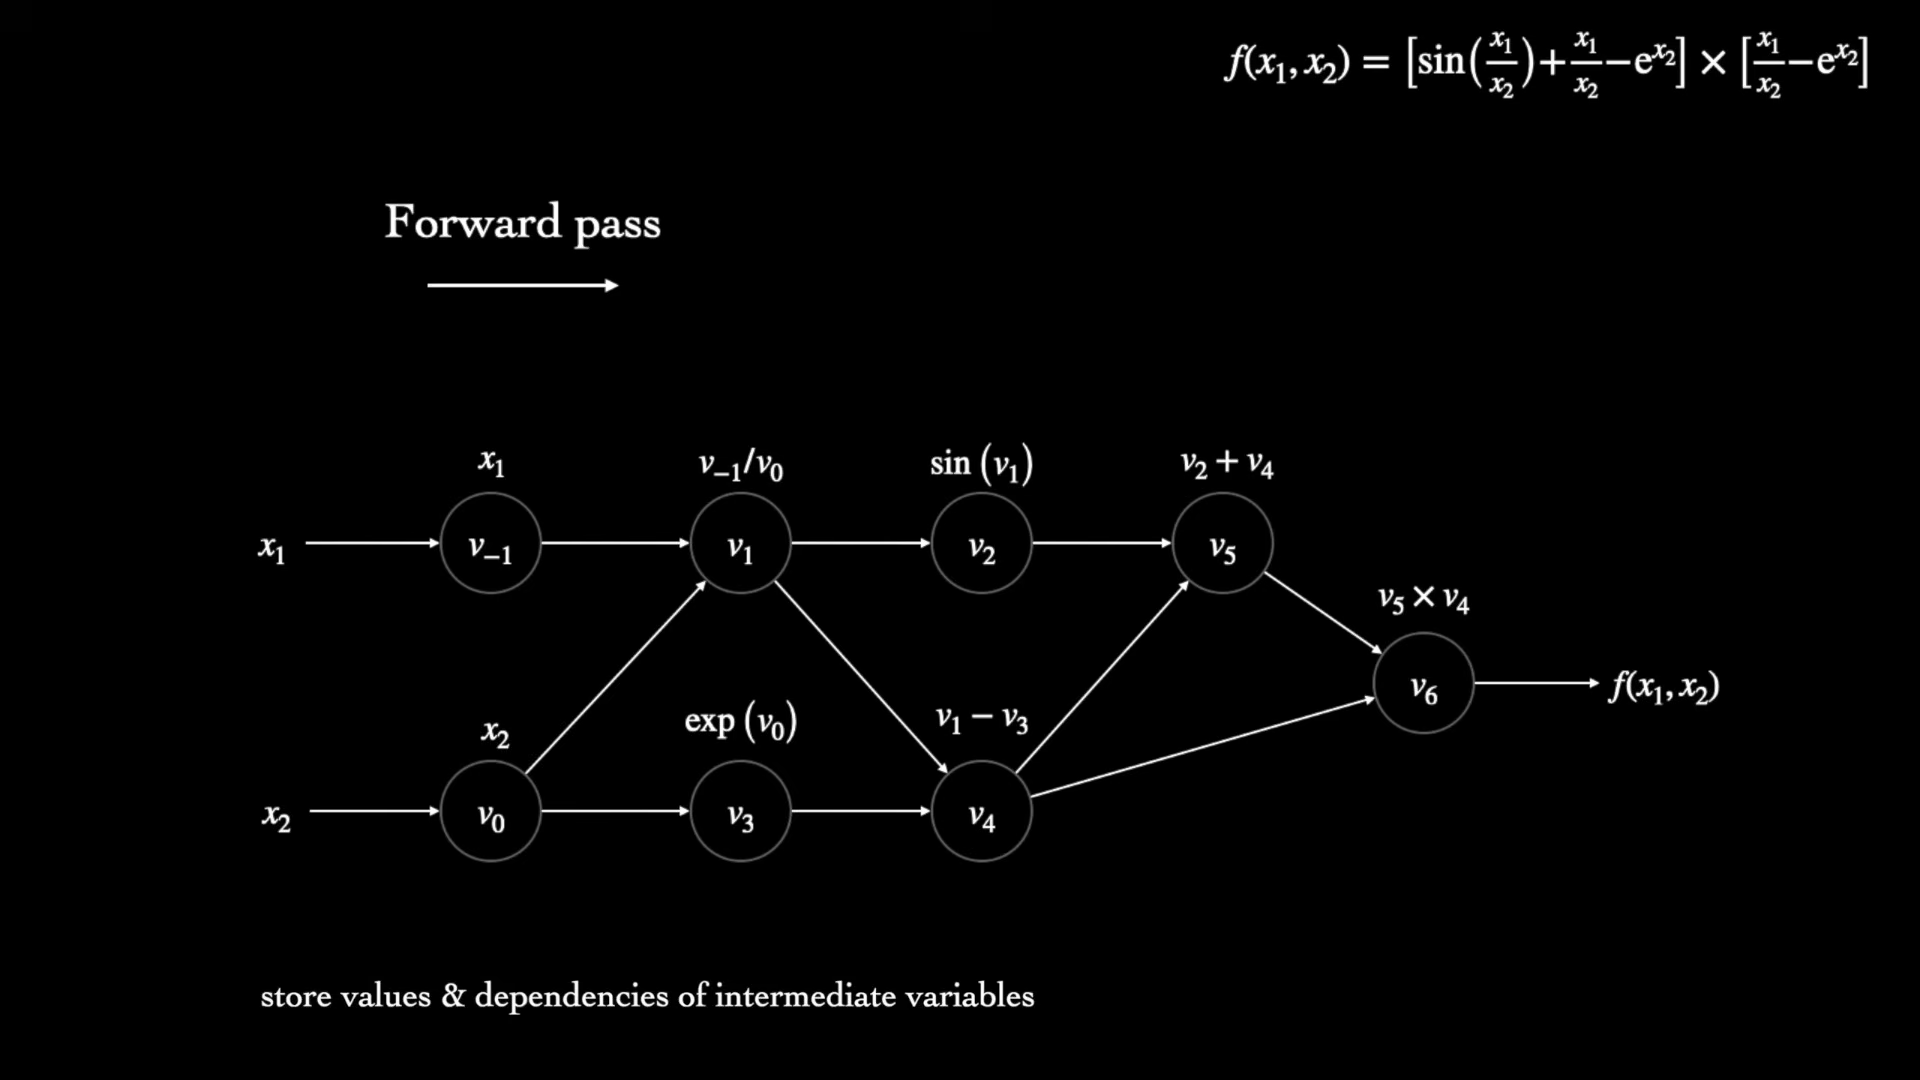 f(x₁, x₂) = [sin(x₁/x₂)+x₁/x₂−eˣ²] × [x₁/x₂−eˣ²]
Forward pass
x₁
v₋₁/v₀
sin (v₁)
v₂ + v₄
x₁
v₋₁
v₁
v₂
v₅
v₅ × v₄
v₆
f(x₁, x₂)
x₂
exp (v₀)
v₁ − v₃
x₂
v₀
v₃
v₄
store values & dependencies of intermediate variables